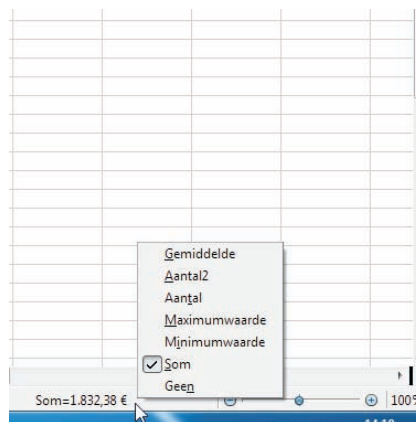 Gemiddelde
Aantal2
Aantal
Maximumwaarde
Minimumwaarde
Som
Geen
Som=1.832,38 €
100%